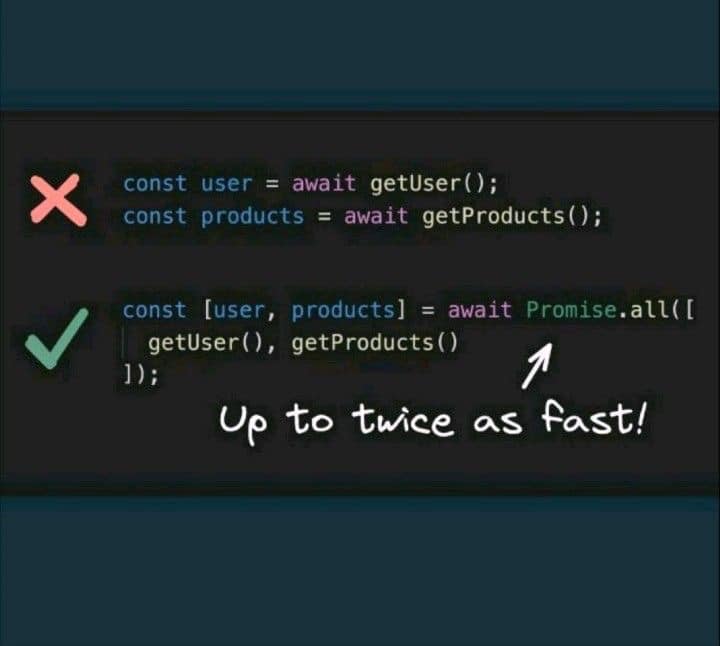 const user = await getUser();
const products = await getProducts();
const [user, products] = await Promise.all([
getUser(), getProducts()
]);
Up to twice as fast!